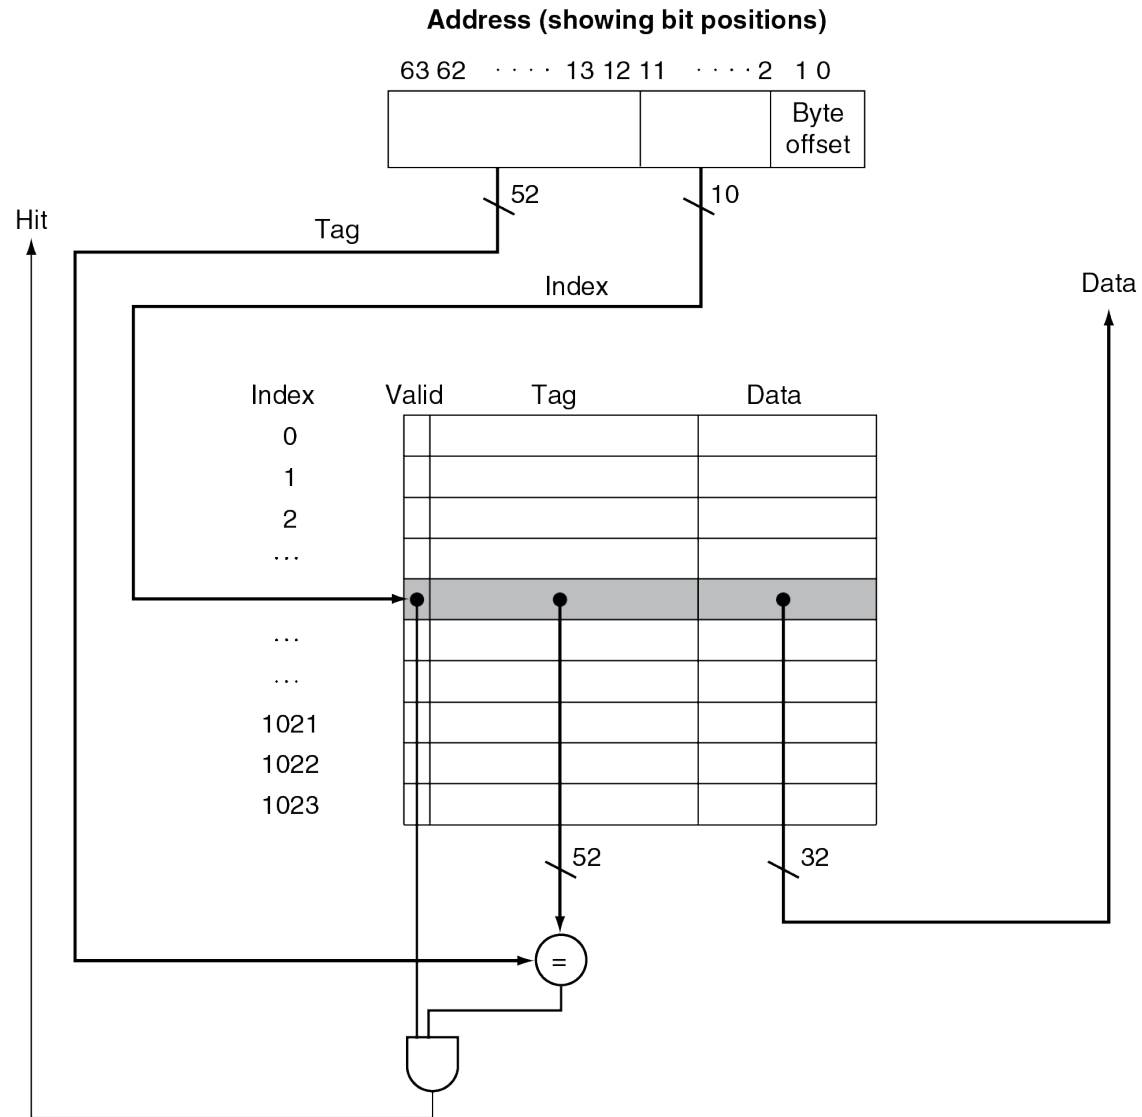 Address (showing bit positions)
63 62 · · · · 13 12 11 · · · · 2 1 0
Byte
offset
52 10
Hit
Tag
Index
Data
Index Valid Tag Data
0
1
2
...
...
...
1021
1022
1023
52 32
=